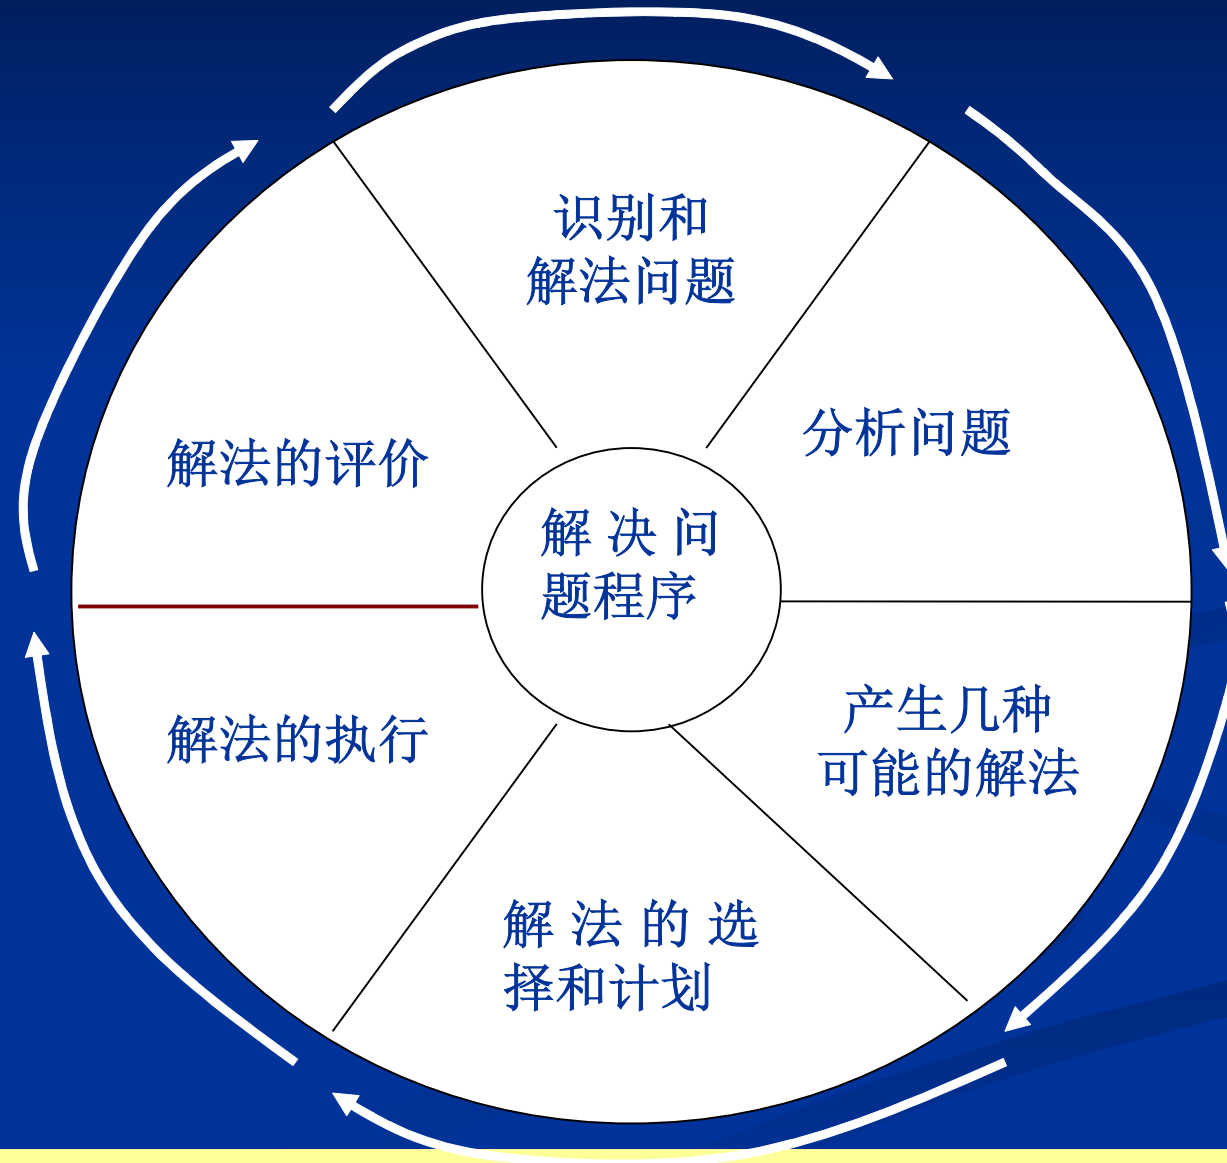 识别和
解法问题
分析问题
解法的评价
解 决 问
题程序
产生几种
可能的解法
解法的执行
解 法 的 选
择和计划